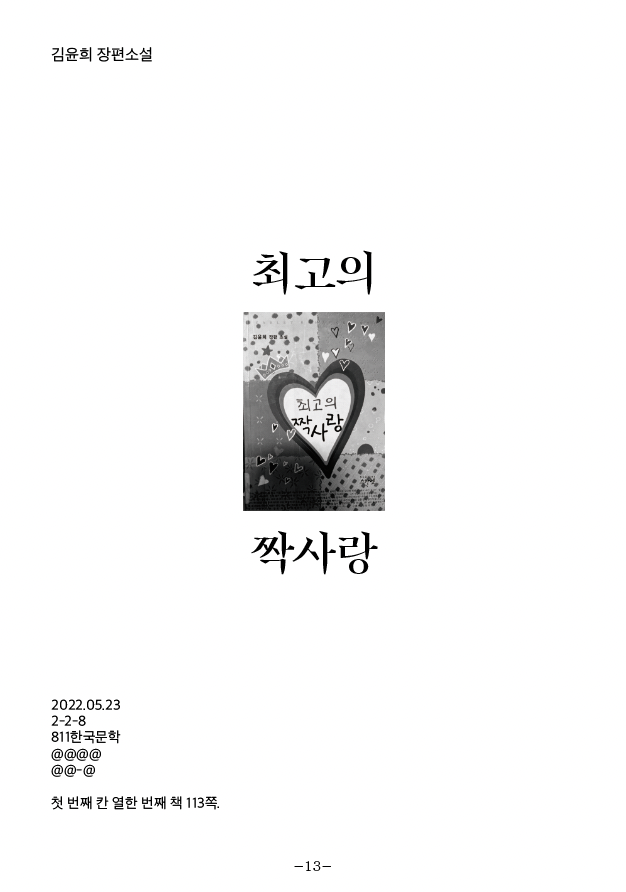 김윤희 장편소설
최고의
김윤희 장편 소설
최고의
짝사랑
짝사랑
2022.05.23
2-2-8
811한국문학
@@@@
@@-@
첫 번째 칸 열한 번째 책 113쪽.
-13-